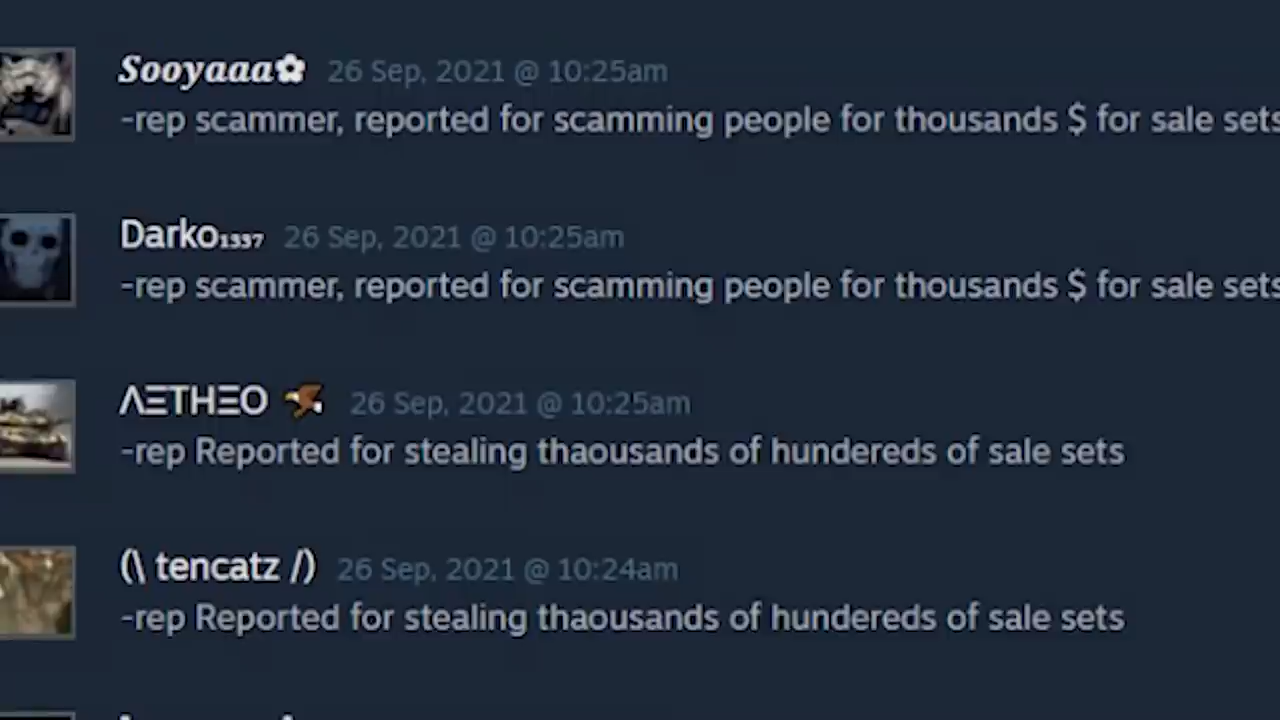 Sooyaaa✿ 26 Sep, 2021 @ 10:25am
-rep scammer, reported for scamming people for thousands $ for sale sets
Darko₁₃₃₇ 26 Sep, 2021 @ 10:25am
-rep scammer, reported for scamming people for thousands $ for sale sets
ΛΞTHΞO 26 Sep, 2021 @ 10:25am
-rep Reported for stealing thaousands of hundereds of sale sets
(\ tencatz /) 26 Sep, 2021 @ 10:24am
-rep Reported for stealing thaousands of hundereds of sale sets